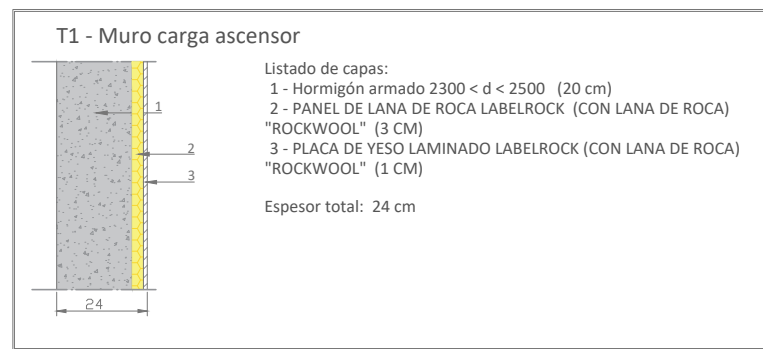 T1 - Muro carga ascensor
Listado de capas:
1 - Hormigón armado 2300 < d < 2500 (20 cm)
2 - PANEL DE LANA DE ROCA LABELROCK (CON LANA DE ROCA)
"ROCKWOOL" (3 CM)
3 - PLACA DE YESO LAMINADO LABELROCK (CON LANA DE ROCA)
"ROCKWOOL" (1 CM)
Espesor total: 24 cm
1
2
3
24